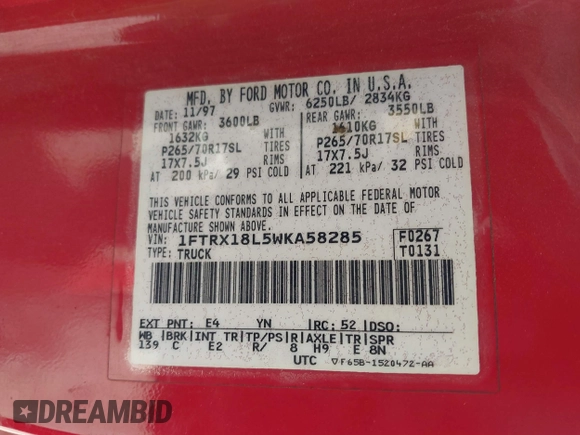 MFD. BY FORD MOTOR CO. IN U.S.A.
DATE: 11/97 GVWR: 6250LB/ 2834KG
FRONT GAWR: 3600LB REAR GAWR: 3550LB
1632KG WITH 1610KG WITH
P265/70R17SL TIRES P265/70R17SL TIRES
17X7.5J RIMS 17X7.5J RIMS
AT 200 kPa/ 29 PSI COLD AT 221 kPa/ 32 PSI COLD
THIS VEHICLE CONFORMS TO ALL APPLICABLE FEDERAL MOTOR
VEHICLE SAFETY STANDARDS IN EFFECT ON THE DATE OF
MANUFACTURE SHOWN ABOVE.
VIN: 1FTRX18L5WKA58285 F0267
TYPE: TRUCK T0131
EXT PNT: E4 YN |RC: 52 |DSO:
WB |BRK|INT TR|TP/PS|R|AXLE|TR|SPR
139 C E2 R/ 8 H9 E 8N
UTC ▽F65B-1520472-AA
DREAMBID